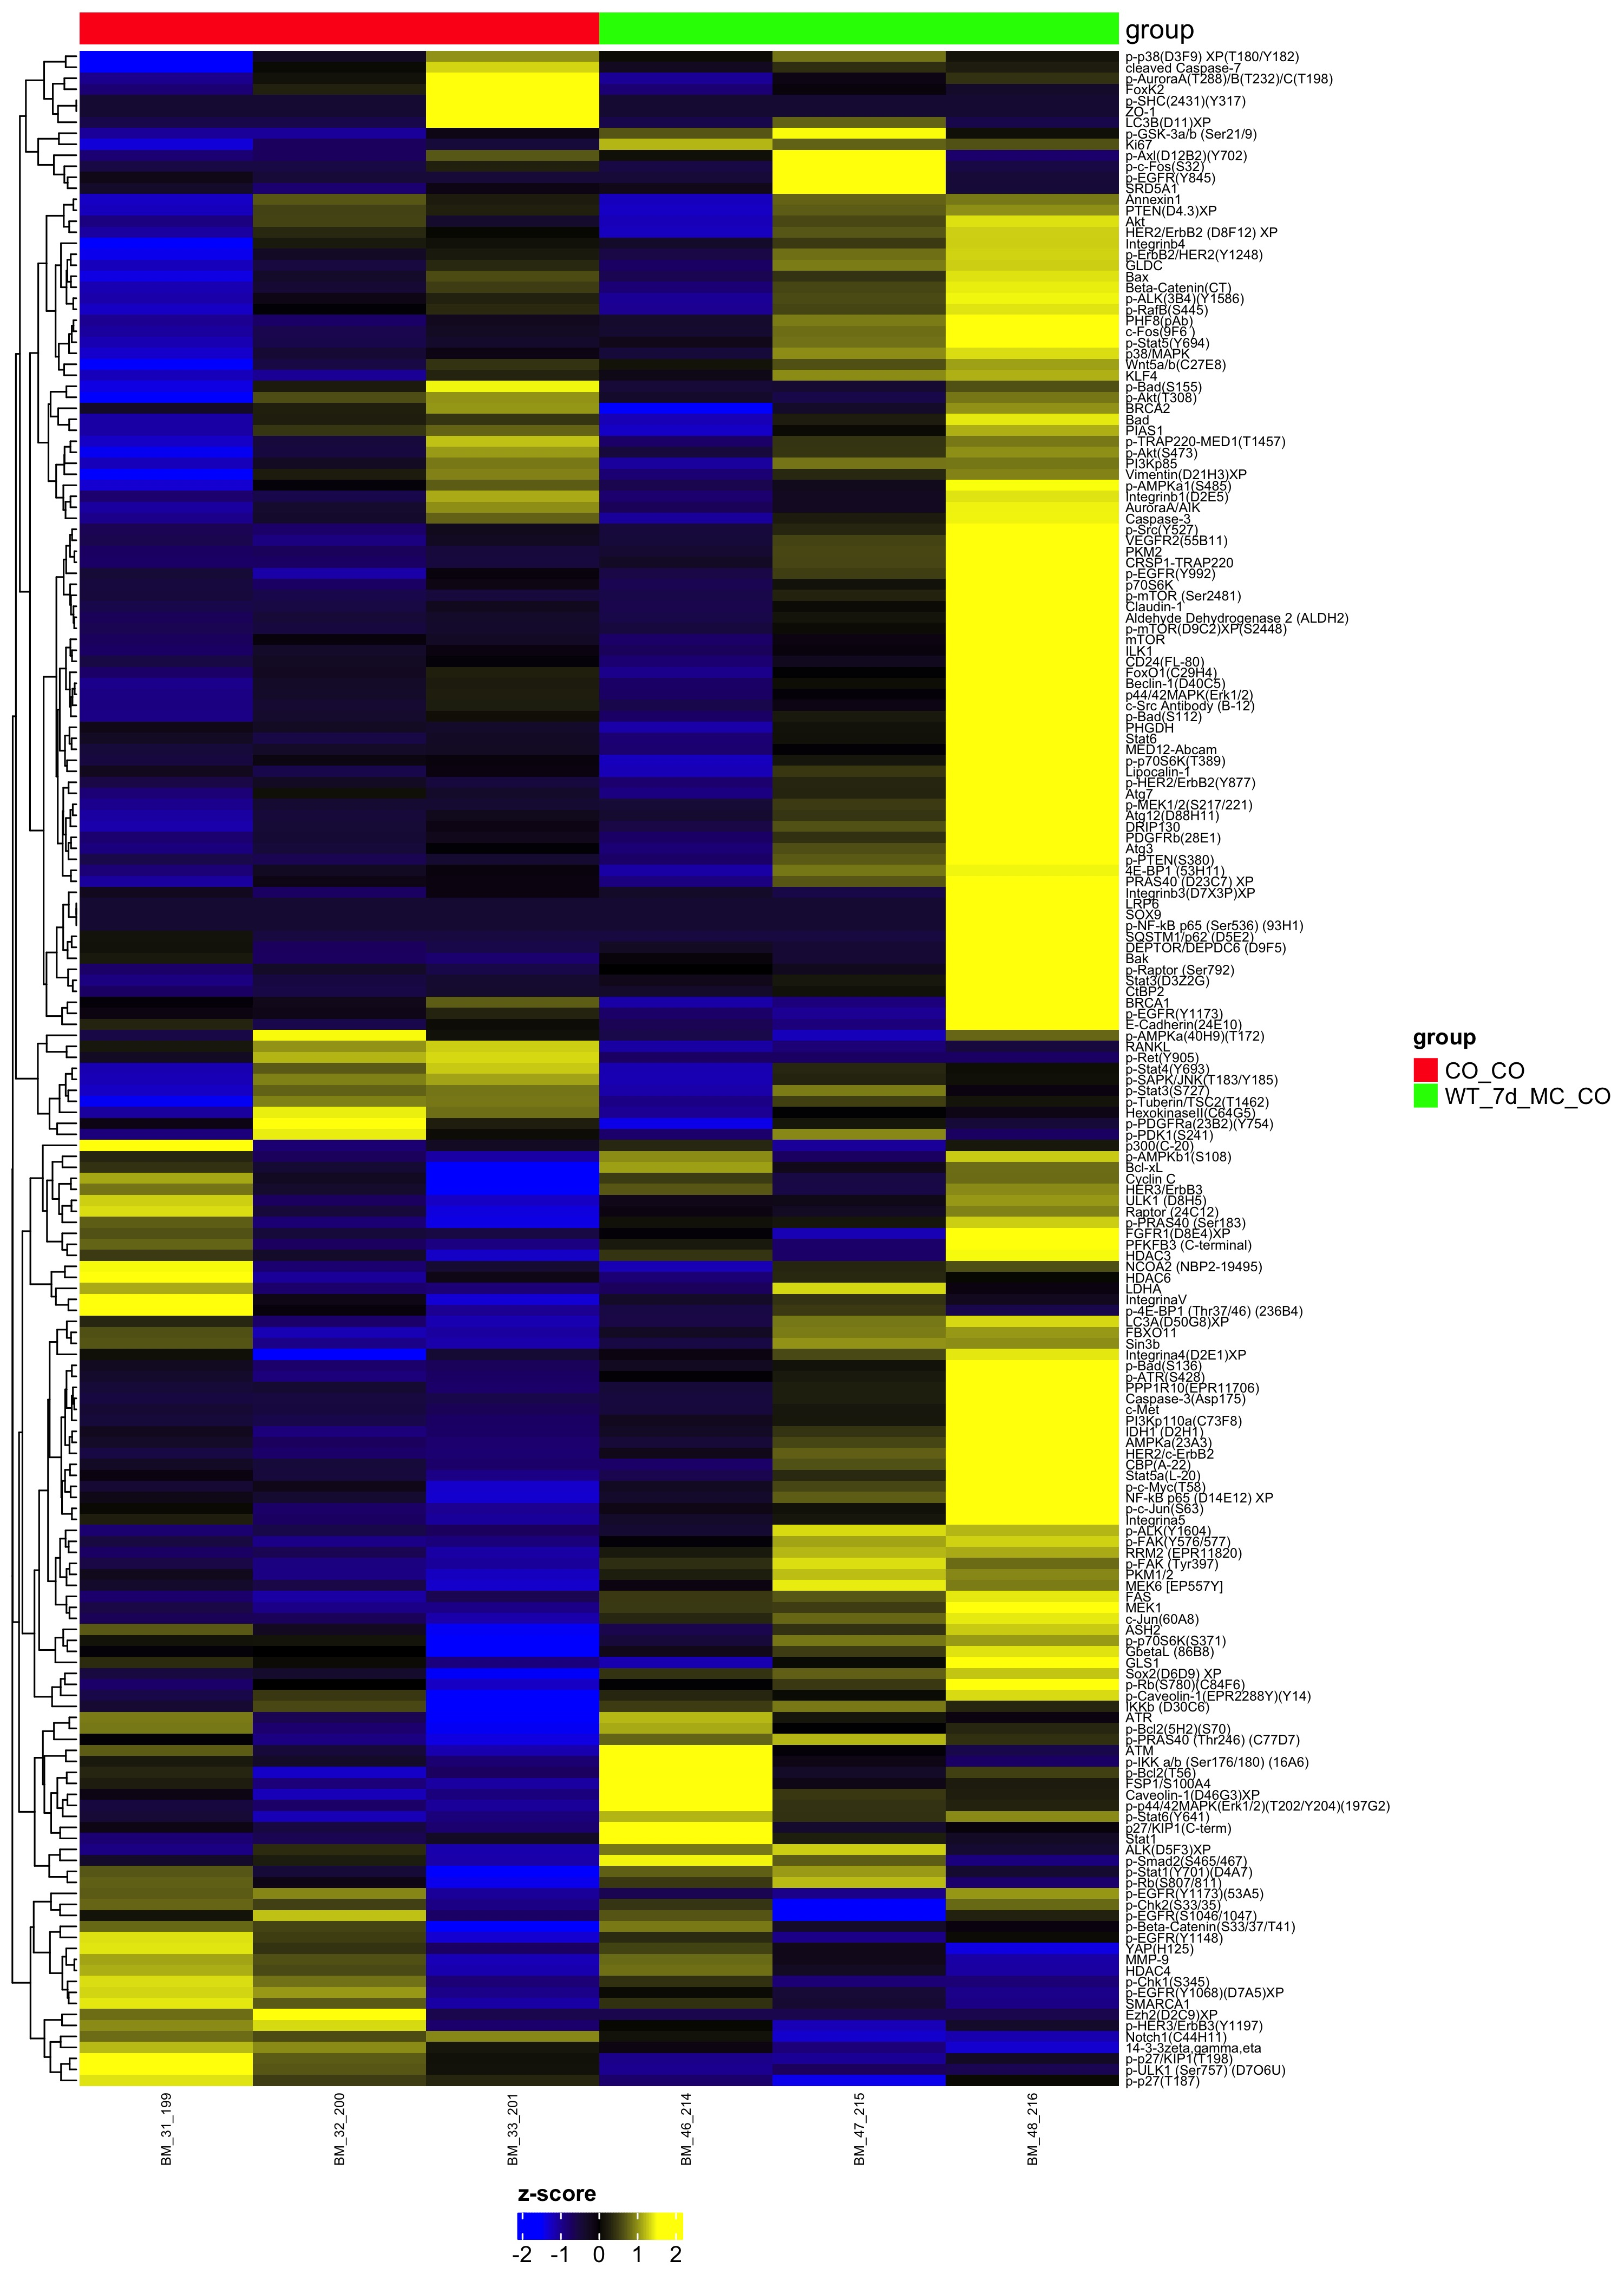 group
p-p38(D3F9) XP(T180/Y182)
cleaved Caspase-7
p-AuroraA(T288)/B(T232)/C(T198)
FoxK2
p-SHC(2431)(Y317)
ZO-1
LC3B(D11)XP
p-GSK-3a/b (Ser21/9)
Ki67
p-Axl(D12B2)(Y702)
p-c-Fos(S32)
p-EGFR(Y845)
SRD5A1
Annexin1
PTEN(D4.3)XP
Akt
HER2/ErbB2 (D8F12) XP
Integrinb4
p-ErbB2/HER2(Y1248)
GLDC
Bax
Beta-Catenin(CT)
p-ALK(3B4)(Y1586)
p-RafB(S445)
PHF8(pAb)
c-Fos(9F6 )
p-Stat5(Y694)
p38/MAPK
Wnt5a/b(C27E8)
KLF4
p-Bad(S155)
p-Akt(T308)
BRCA2
Bad
PIAS1
p-TRAP220-MED1(T1457)
p-Akt(S473)
PI3Kp85
Vimentin(D21H3)XP
p-AMPKa1(S485)
Integrinb1(D2E5)
AuroraA/AIK
Caspase-3
p-Src(Y527)
VEGFR2(55B11)
PKM2
CRSP1-TRAP220
p-EGFR(Y992)
p70S6K
p-mTOR (Ser2481)
Claudin-1
Aldehyde Dehydrogenase 2 (ALDH2)
p-mTOR(D9C2)XP(S2448)
mTOR
ILK1
CD24(FL-80)
FoxO1(C29H4)
Beclin-1(D40C5)
p44/42MAPK(Erk1/2)
c-Src Antibody (B-12)
p-Bad(S112)
PHGDH
Stat6
MED12-Abcam
p-p70S6K(T389)
Lipocalin-1
p-HER2/ErbB2(Y877)
Atg7
p-MEK1/2(S217/221)
Atg12(D88H11)
DRIP130
PDGFRb(28E1)
Atg3
p-PTEN(S380)
4E-BP1 (53H11)
PRAS40 (D23C7) XP
Integrinb3(D7X3P)XP
LRP6
SOX9
p-NF-kB p65 (Ser536) (93H1)
SQSTM1/p62 (D5E2)
DEPTOR/DEPDC6 (D9F5)
Bak
p-Raptor (Ser792)
Stat3(D3Z2G)
CtBP2
BRCA1
p-EGFR(Y1173)
E-Cadherin(24E10)
p-AMPKa(40H9)(T172)
RANKL
p-Ret(Y905)
p-Stat4(Y693)
p-SAPK/JNK(T183/Y185)
p-Stat3(S727)
p-Tuberin/TSC2(T1462)
HexokinaseII(C64G5)
p-PDGFRa(23B2)(Y754)
p-PDK1(S241)
p300(C-20)
p-AMPKb1(S108)
Bcl-xL
Cyclin C
HER3/ErbB3
ULK1 (D8H5)
Raptor (24C12)
p-PRAS40 (Ser183)
FGFR1(D8E4)XP
PFKFB3 (C-terminal)
HDAC3
NCOA2 (NBP2-19495)
HDAC6
LDHA
IntegrinaV
p-4E-BP1 (Thr37/46) (236B4)
LC3A(D50G8)XP
FBXO11
Sin3b
Integrina4(D2E1)XP
p-Bad(S136)
p-ATR(S428)
PPP1R10(EPR11706)
Caspase-3(Asp175)
c-Met
PI3Kp110a(C73F8)
IDH1 (D2H1)
AMPKa(23A3)
HER2/c-ErbB2
CBP(A-22)
Stat5a(L-20)
p-c-Myc(T58)
NF-kB p65 (D14E12) XP
p-c-Jun(S63)
Integrina5
p-ALK(Y1604)
p-FAK(Y576/577)
RRM2 (EPR11820)
p-FAK (Tyr397)
PKM1/2
MEK6 [EP557Y]
FAS
MEK1
c-Jun(60A8)
ASH2
p-p70S6K(S371)
GbetaL (86B8)
GLS1
Sox2(D6D9) XP
p-Rb(S780)(C84F6)
p-Caveolin-1(EPR2288Y)(Y14)
IKKb (D30C6)
ATR
p-Bcl2(5H2)(S70)
p-PRAS40 (Thr246) (C77D7)
ATM
p-IKK a/b (Ser176/180) (16A6)
p-Bcl2(T56)
FSP1/S100A4
Caveolin-1(D46G3)XP
p-p44/42MAPK(Erk1/2)(T202/Y204)(197G2)
p-Stat6(Y641)
p27/KIP1(C-term)
Stat1
ALK(D5F3)XP
p-Smad2(S465/467)
p-Stat1(Y701)(D4A7)
p-Rb(S807/811)
p-EGFR(Y1173)(53A5)
p-Chk2(S33/35)
p-EGFR(S1046/1047)
p-Beta-Catenin(S33/37/T41)
p-EGFR(Y1148)
YAP(H125)
MMP-9
HDAC4
p-Chk1(S345)
p-EGFR(Y1068)(D7A5)XP
SMARCA1
Ezh2(D2C9)XP
p-HER3/ErbB3(Y1197)
Notch1(C44H11)
14-3-3zeta,gamma,eta
p-p27/KIP1(T198)
p-ULK1 (Ser757) (D7O6U)
p-p27(T187)
group
CO_CO
WT_7d_MC_CO
BM_31_199
BM_32_200
BM_33_201
BM_46_214
BM_47_215
BM_48_216
z-score
-2 -1 0 1 2